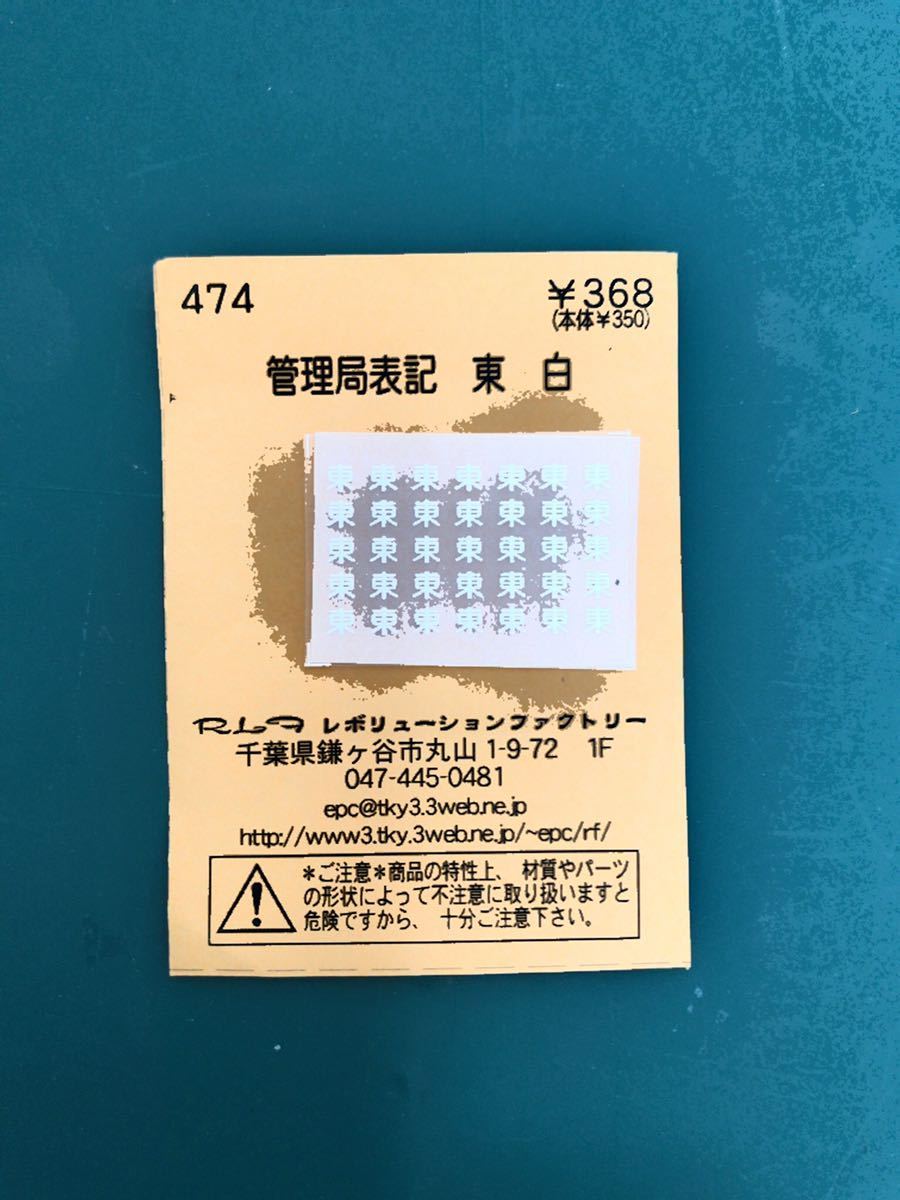 474
¥368
(本体¥350)
管理局表記 東 白
東 東 東 東 東 東 東
東 東 東 東 東 東 東
東 東 東 東 東 東 東
東 東 東 東 東 東 東
東 東 東 東 東 東 東
RLF レボリューションファクトリー
千葉県鎌ヶ谷市丸山 1-9-72 1F
047-445-0481
epc@tky3.3web.ne.jp
http://www3.tky.3web.ne.jp/~epc/rf/
*ご注意*商品の特性上、 材質やパーツ
の形状によって不注意に取り扱いますと
危険ですから、 十分ご注意下さい。